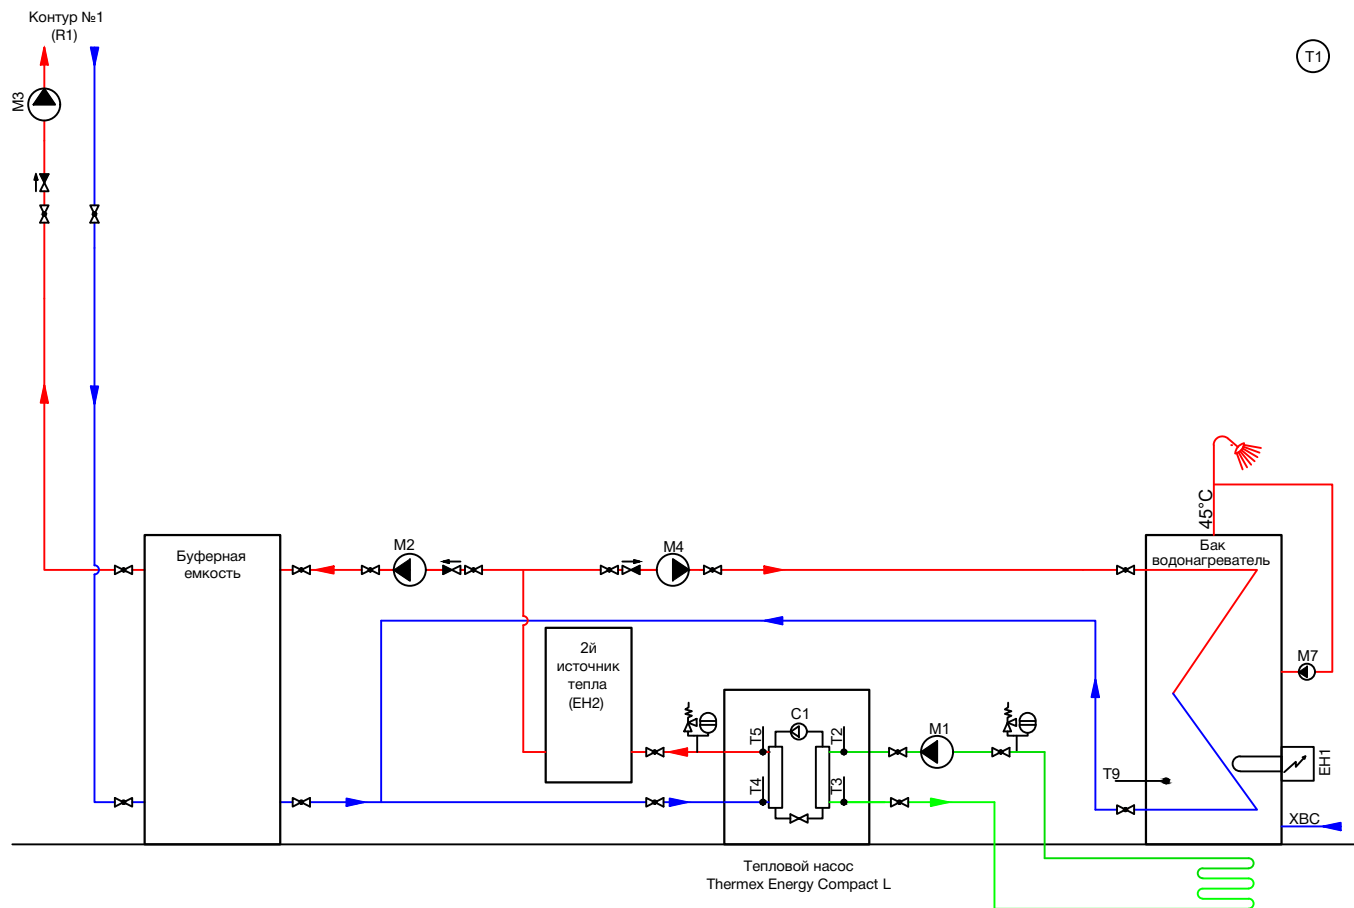 Контур №1
(R1)
T1
M3
45°C
Буферная
емкость
M2
M4
Бак
водонагреватель
2й
источник
тепла
(EH2)
M7
C1
T5
T2
M1
T4
T3
T9
EH1
ХВС
Тепловой насос
Thermex Energy Compact L